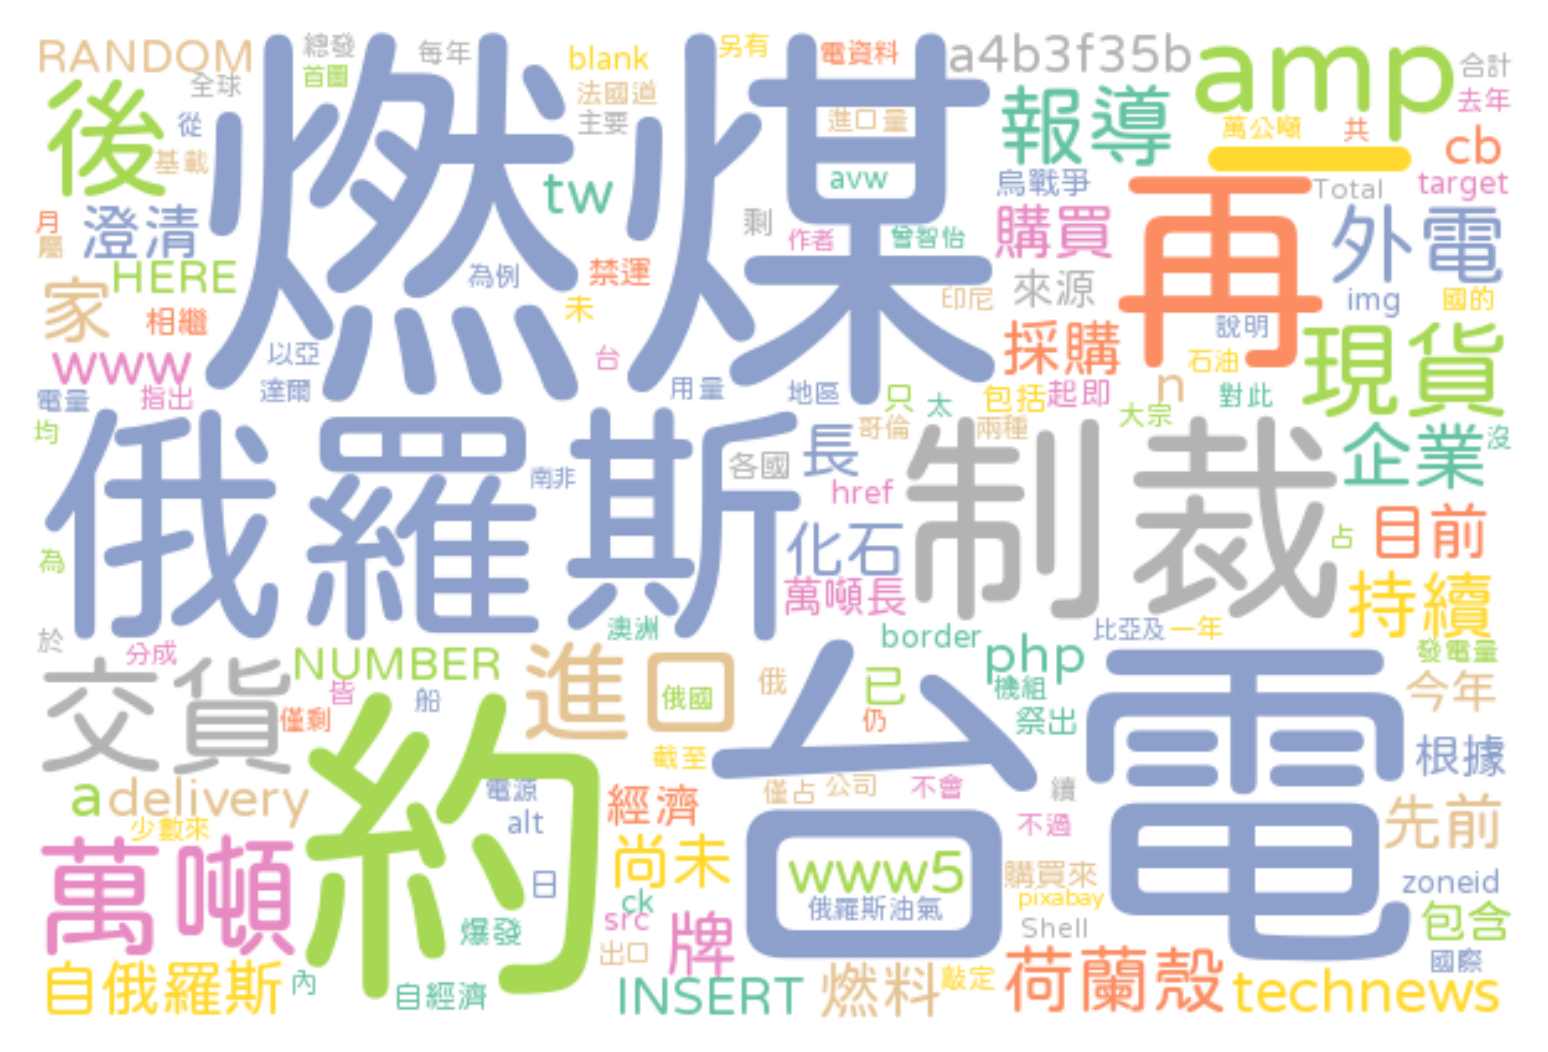 RANDOM
總發
每年
blank
另有
電資料
a4b3f35b
amp
合計
全球
首圖
法國道
去年
後
燃煤
主要
進口量
報導
萬公噸
共
cb
從
基載
tw
avw
烏戰爭
一
Total
target
月
澄清
剩
作者
曾智怡
購買
再
外電
屬
HERE
為例
禁運
印尼
來源
img
國的
家
相繼
未
說明
www
以亞
台
採購
石油
現貨
電量
指出
達爾
用量
地區
只
太
包括
起即
n
大宗
對此
均
俄羅斯
南非
各國
長
哥倫
兩種
制裁
企業
沒
href
為
化石
萬噸長
占
目前
持續
於
分成
澳洲
border
比亞及
一年
發電量
交貨
NUMBER
皆
船
進口
俄國
俄
已
php
機組
今年
僅剩
約
仍
祭出
台電
截至
根據
a
delivery
電源
經濟
僅占
公司
不會
續
少數來
alt
不過
先前
萬噸
日
尚未
www5
購買來
zoneid
ck
俄羅斯油氣
pixabay
src
爆發
牌
Shell
包含
出口
國際
自俄羅斯
內
自經濟
INSERT
燃料
敲定
荷蘭殼
technews